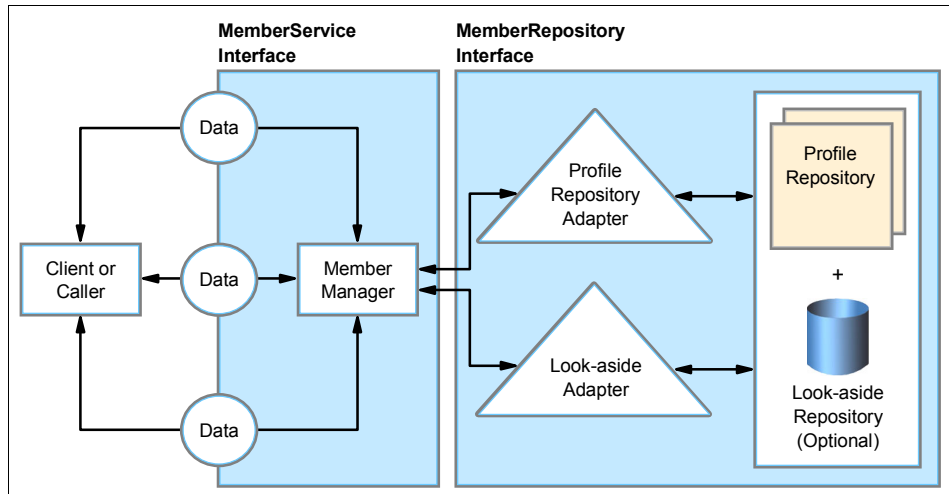 MemberService
Interface
MemberRepository
Interface
Data
Profile
Repository
Adapter
Profile
Repository
Client or
Caller
Data
Member
Manager
+
Look-aside
Adapter
Look-aside
Repository
(Optional)
Data